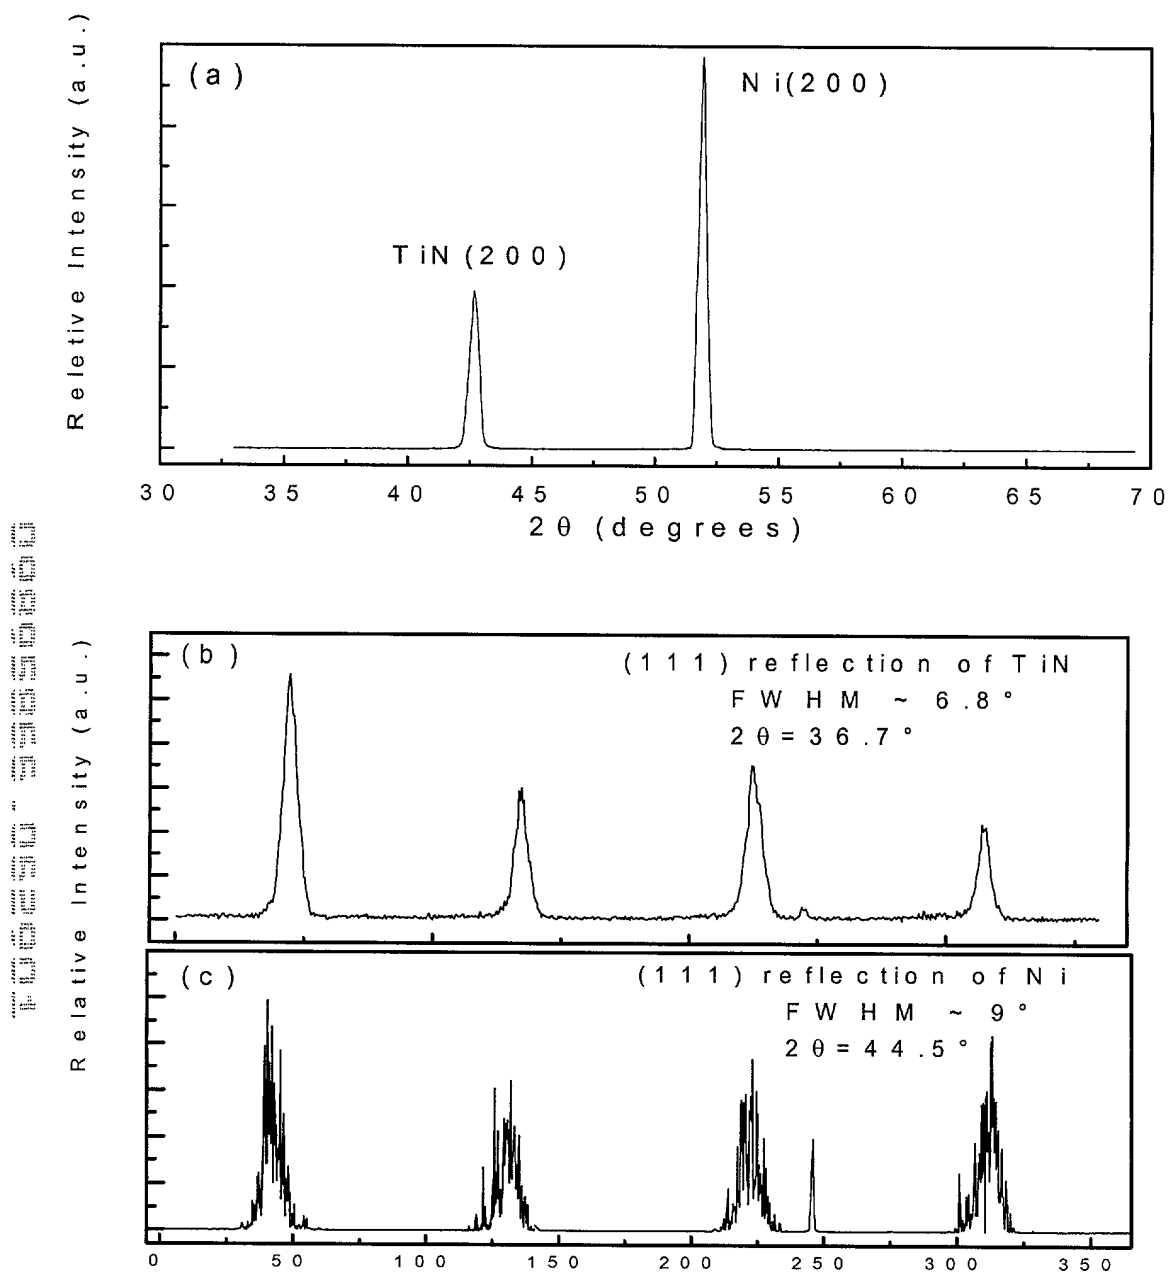 Reletive Intensity (a.u.)
(a)
Ni(200)
TiN(200)
30 35 40 45 50 55 60 65 70
2θ (degrees)
Relative Intensity (a.u.)
(b)
(111) reflection of TiN
FWHM ~ 6.8°
2θ=36.7°
(c)
(111) reflection of Ni
FWHM ~ 9°
2θ=44.5°
0 50 100 150 200 250 300 350